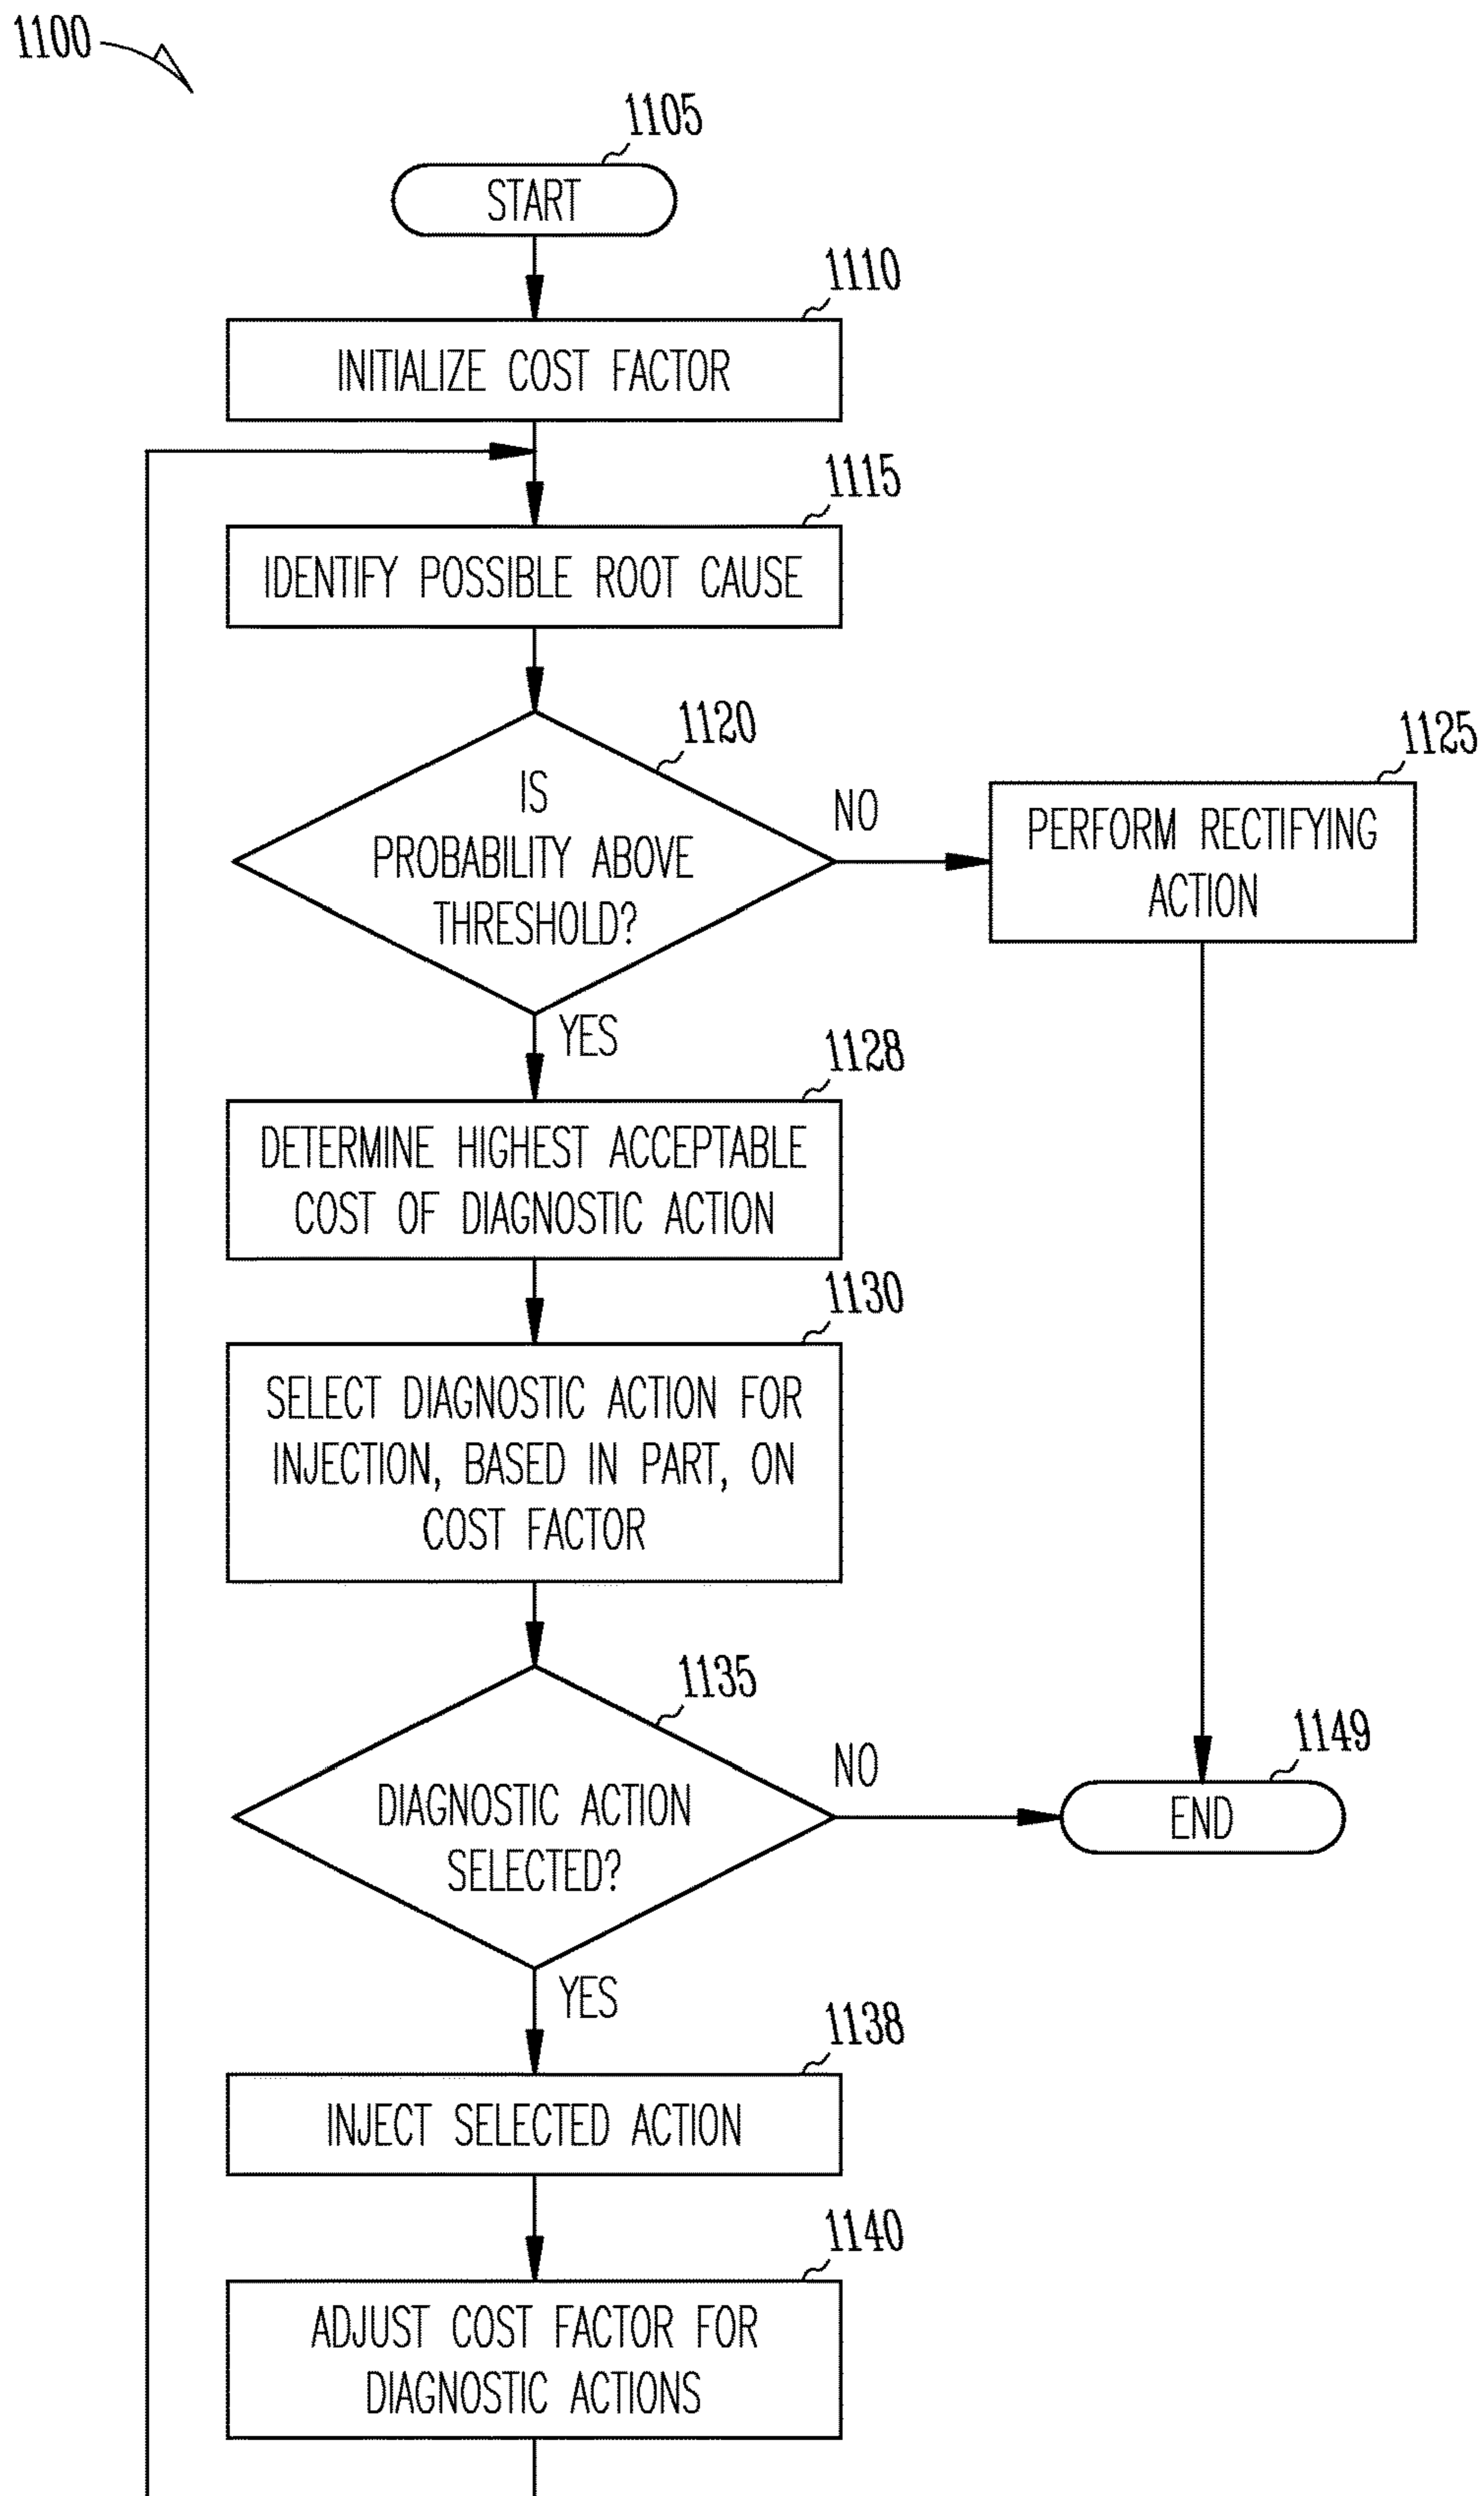 1100
1105
START
1110
INITIALIZE COST FACTOR
1115
IDENTIFY POSSIBLE ROOT CAUSE
1120
IS
PROBABILITY ABOVE
THRESHOLD?
NO
YES
1125
PERFORM RECTIFYING
ACTION
1128
DETERMINE HIGHEST ACCEPTABLE
COST OF DIAGNOSTIC ACTION
1130
SELECT DIAGNOSTIC ACTION FOR
INJECTION, BASED IN PART, ON
COST FACTOR
1135
DIAGNOSTIC ACTION
SELECTED?
NO
YES
1149
END
1138
INJECT SELECTED ACTION
1140
ADJUST COST FACTOR FOR
DIAGNOSTIC ACTIONS